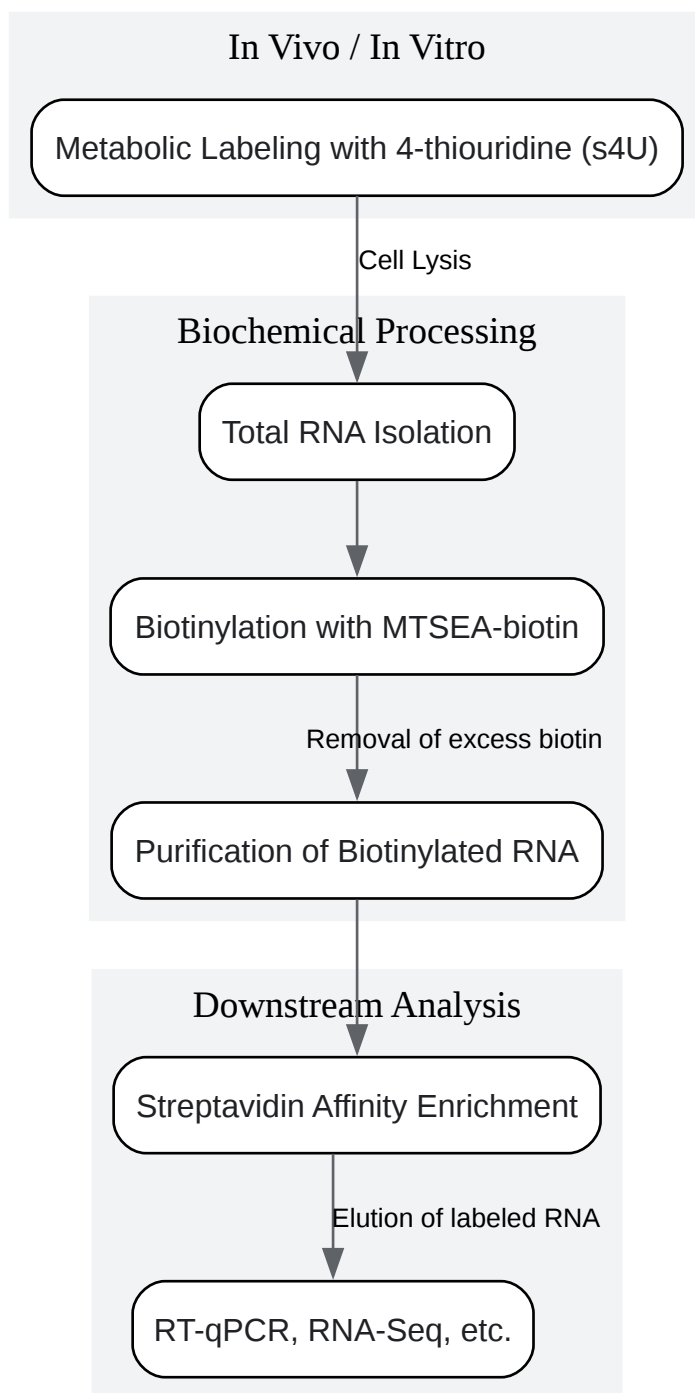 In Vivo / In Vitro
Metabolic Labeling with 4-thiouridine (s4U)
Cell Lysis
Biochemical Processing
Total RNA Isolation
Biotinylation with MTSEA-biotin
Removal of excess biotin
Purification of Biotinylated RNA
Downstream Analysis
Streptavidin Affinity Enrichment
Elution of labeled RNA
RT-qPCR, RNA-Seq, etc.